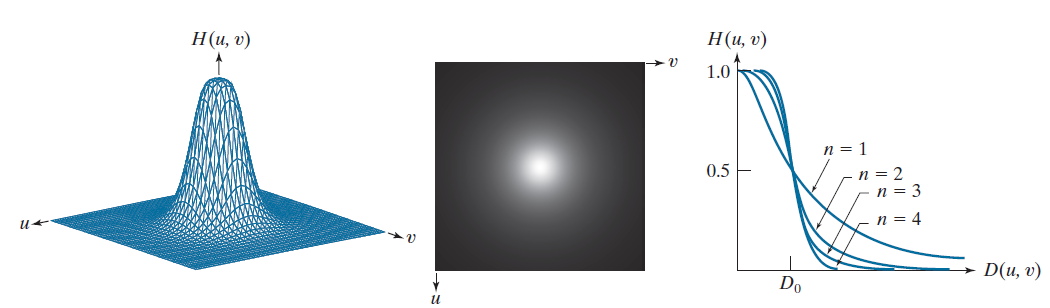 H(u, v)
u
v
v
u
H(u, v)
1.0
0.5
n = 1
n = 2
n = 3
n = 4
D₀
D(u, v)